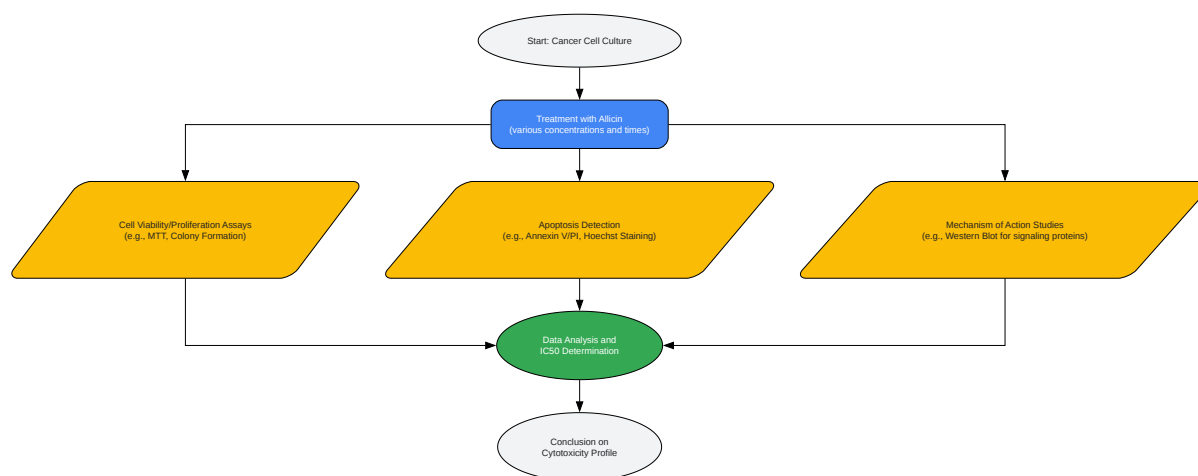 Start: Cancer Cell Culture
Treatment with Allicin
(various concentrations and times)
Cell Viability/Proliferation Assays
(e.g., MTT, Colony Formation)
Apoptosis Detection
(e.g., Annexin V/PI, Hoechst Staining)
Mechanism of Action Studies
(e.g., Western Blot for signaling proteins)
Data Analysis and
IC50 Determination
Conclusion on
Cytotoxicity Profile